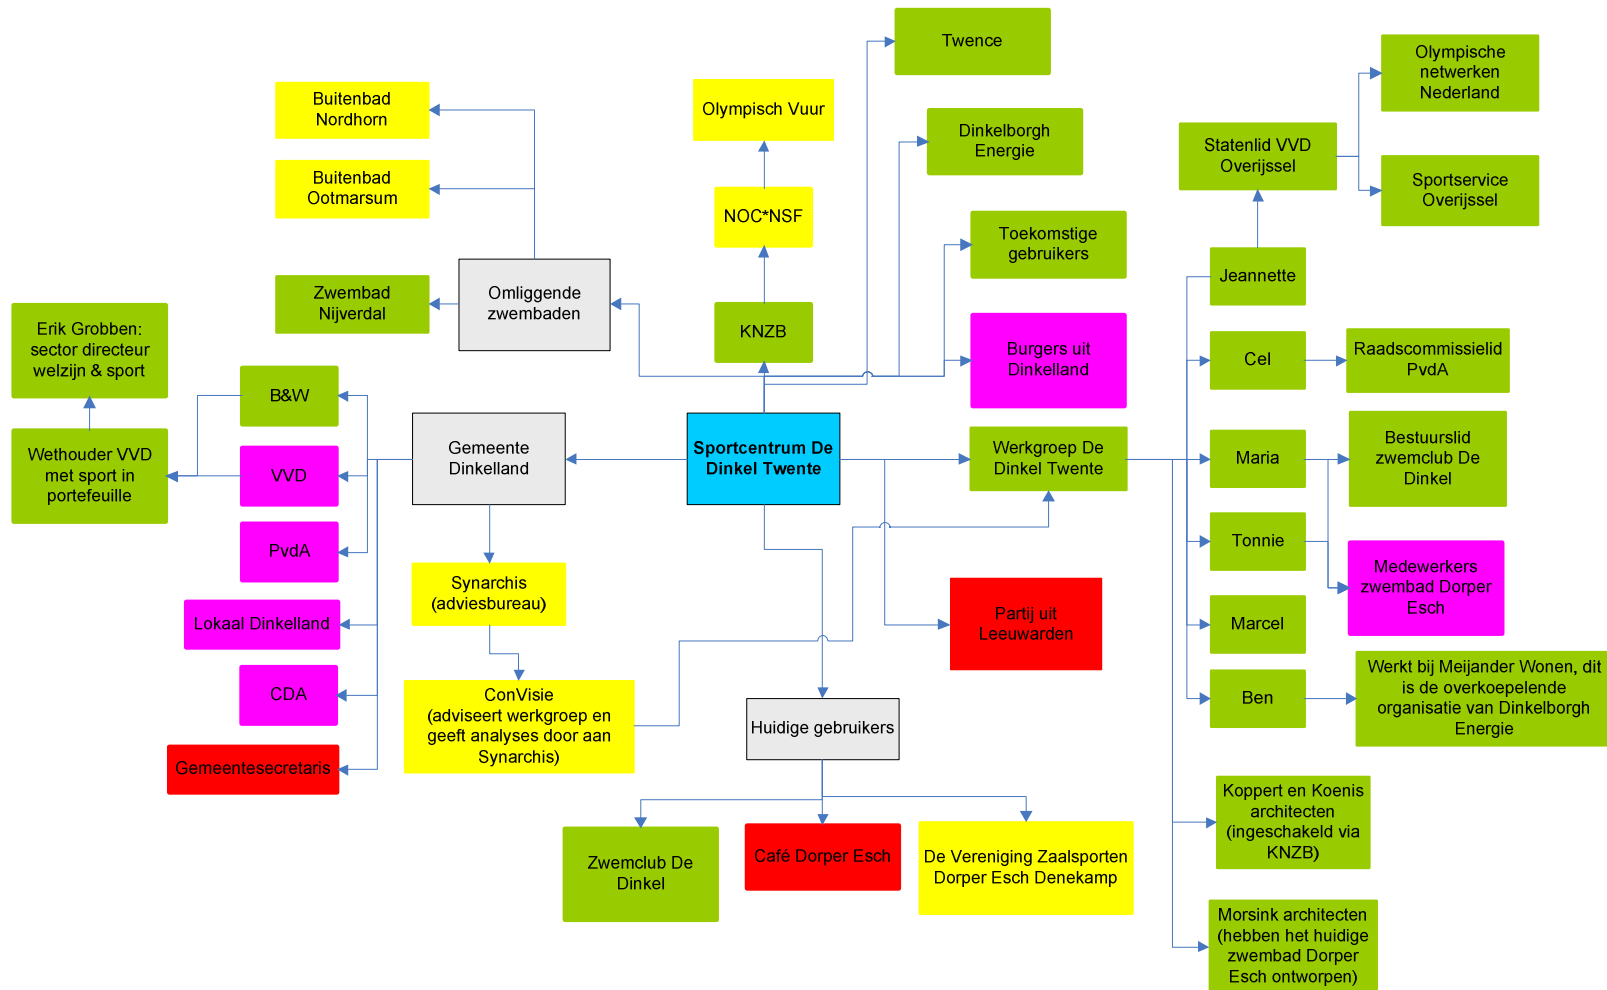 Twence
Olympische
netwerken
Nederland
Buitenbad
Nordhorn
Olympisch Vuur
Dinkelborgh
Energie
Statenlid VVD
Overijssel
Buitenbad
Ootmarsum
Sportservice
Overijssel
NOC*NSF
Toekomstige
gebruikers
Jeannette
Zwembad
Nijverdal
Omliggende
zwembaden
Erik Grobben:
sector directeur
welzijn & sport
KNZB
Burgers uit
Dinkelland
Cel
Raadscommissielid
PvdA
B&W
Wethouder VVD
met sport in
portefeuille
VVD
Gemeente
Dinkelland
Sportcentrum De
Dinkel Twente
Werkgroep De
Dinkel Twente
Maria
Bestuurslid
zwemclub De
Dinkel
PvdA
Tonnie
Synarchis
(adviesbureau)
Medewerkers
zwembad Dorper
Esch
Lokaal Dinkelland
Partij uit
Leeuwarden
Marcel
CDA
ConVisie
(adviseert werkgroep en
geeft analyses door aan
Synarchis)
Ben
Werkt bij Meijander Wonen, dit
is de overkoepelende
organisatie van Dinkelborgh
Energie
Huidige gebruikers
Gemeentesecretaris
Koppert en Koenis
architecten
(ingeschakeld via
KNZB)
Zwemclub De
Dinkel
Café Dorper Esch
De Vereniging Zaalsporten
Dorper Esch Denekamp
Morsink architecten
(hebben het huidige
zwembad Dorper
Esch ontworpen)